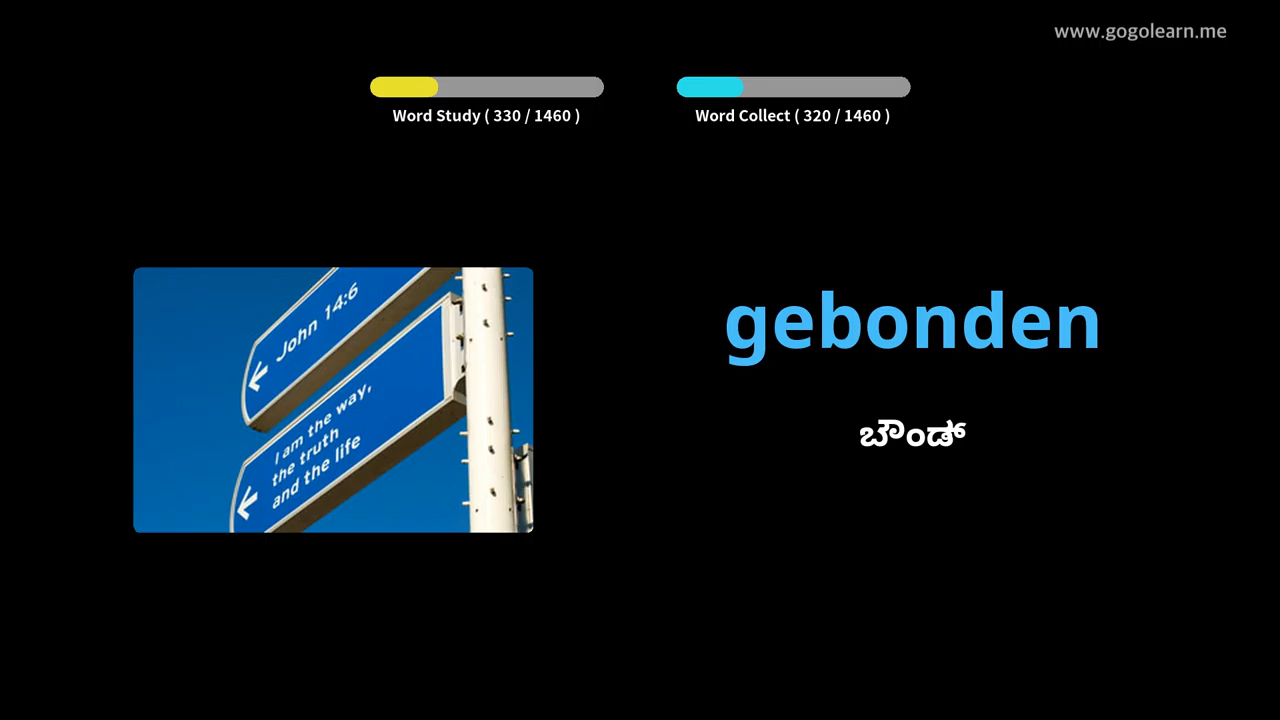 www.gogolearn.me
Word Study ( 330 / 1460 )
Word Collect ( 320 / 1460 )
John 14:6
I am the way,
the truth
and the life
gebonden
ಬೌಂಡ್